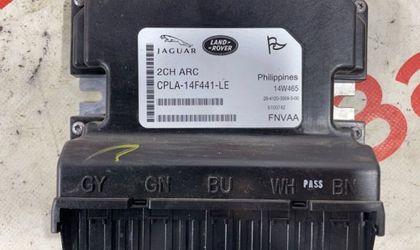 JAGUAR
LAND-
ROVER
2CH ARC
CPLA-14F441-LE
Philippines
14W465
FNVAA
GY GN BU WH PASS BN